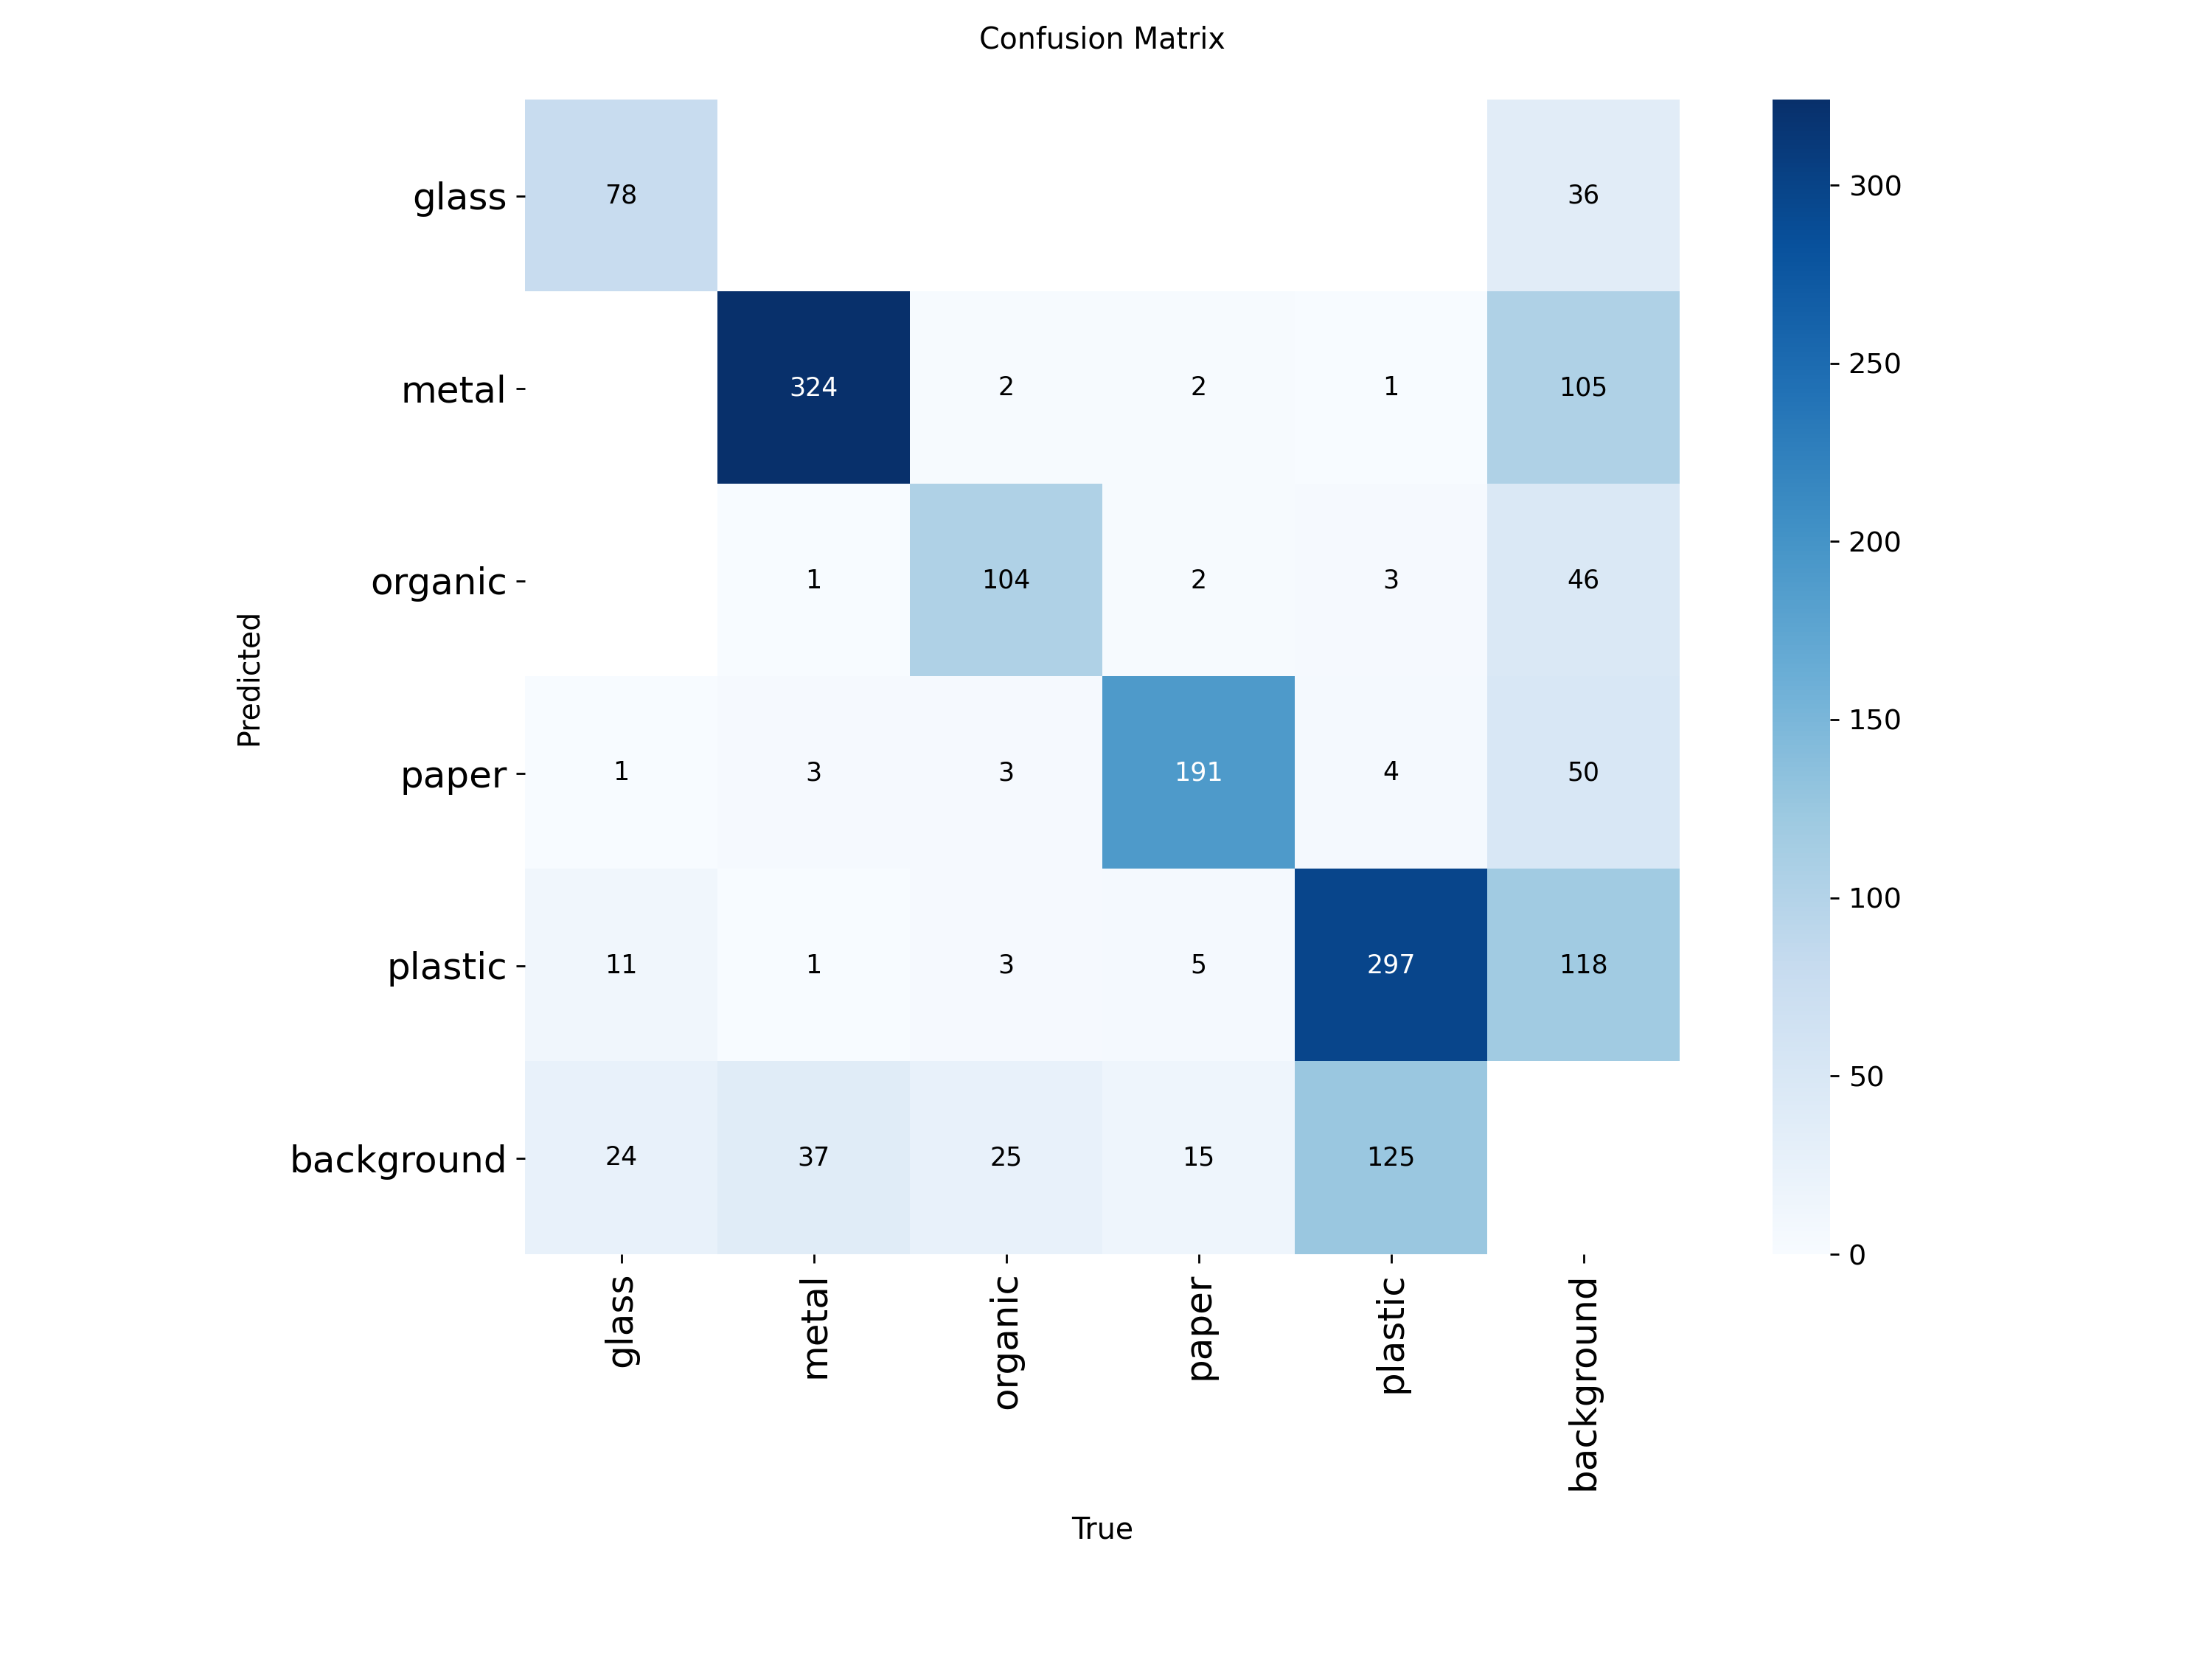 Confusion Matrix
glass 78 36
metal 324 2 2 1 105
organic 1 104 2 3 46
paper 1 3 3 191 4 50
plastic 11 1 3 5 297 118
background 24 37 25 15 125
glass metal organic paper plastic background
Predicted
True
300
250
200
150
100
50
0